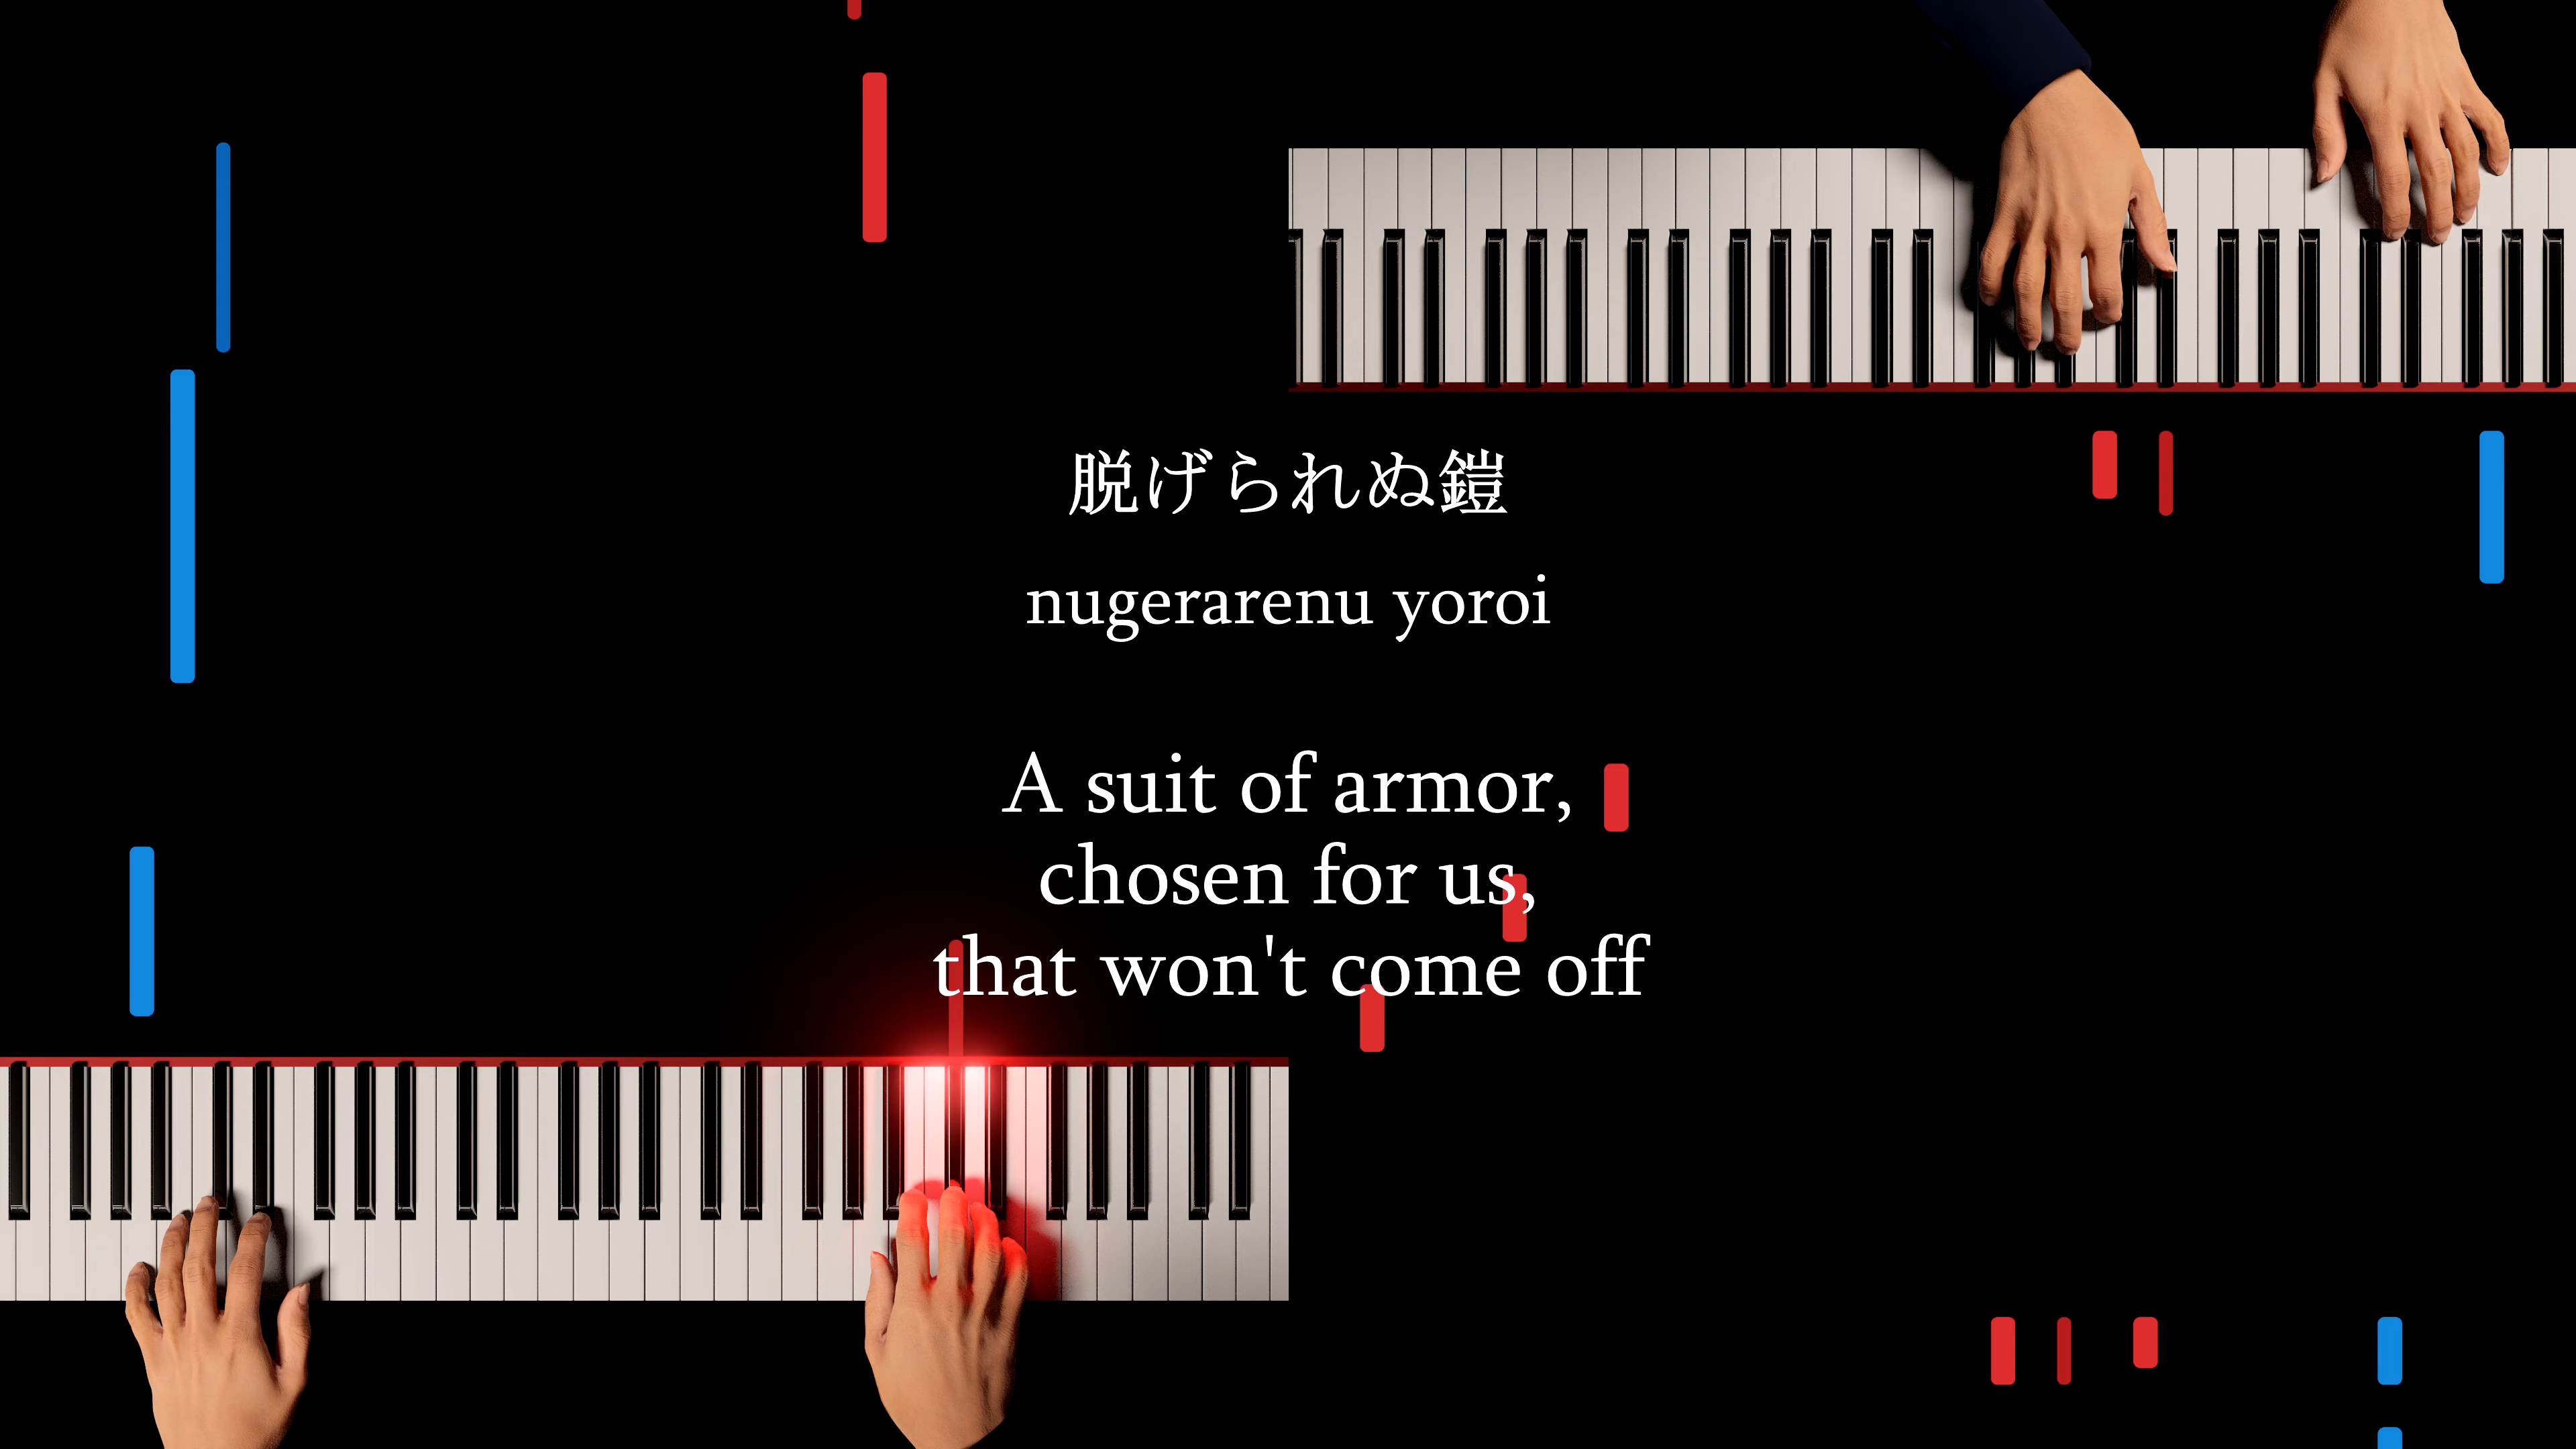 脱げられぬ鎧
nugerarenu yoroi
A suit of armor,
chosen for us,
that won't come off